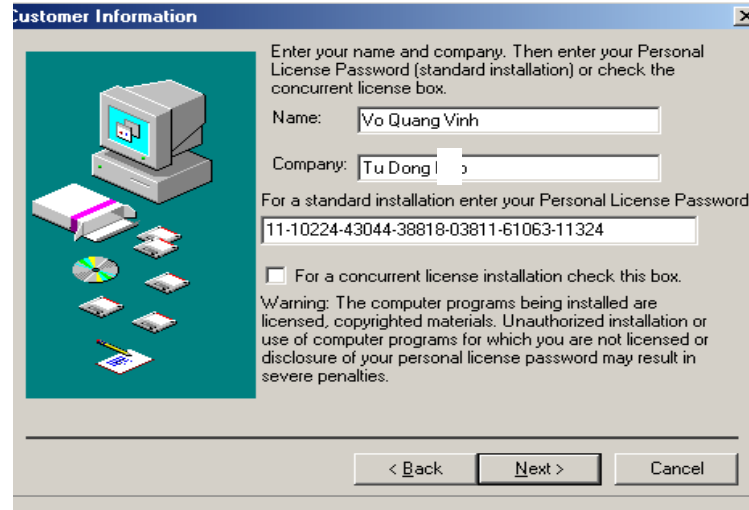 Customer Information
Enter your name and company. Then enter your Personal
License Password (standard installation) or check the
concurrent license box.
Name: Vo Quang Vinh
Company: Tu Dong
For a standard installation enter your Personal License Password
11-10224-43044-38818-03811-61063-11324
For a concurrent license installation check this box.
Warning: The computer programs being installed are
licensed, copyrighted materials. Unauthorized installation or
use of computer programs for which you are not licensed or
disclosure of your personal license password may result in
severe penalties.
< Back Next > Cancel